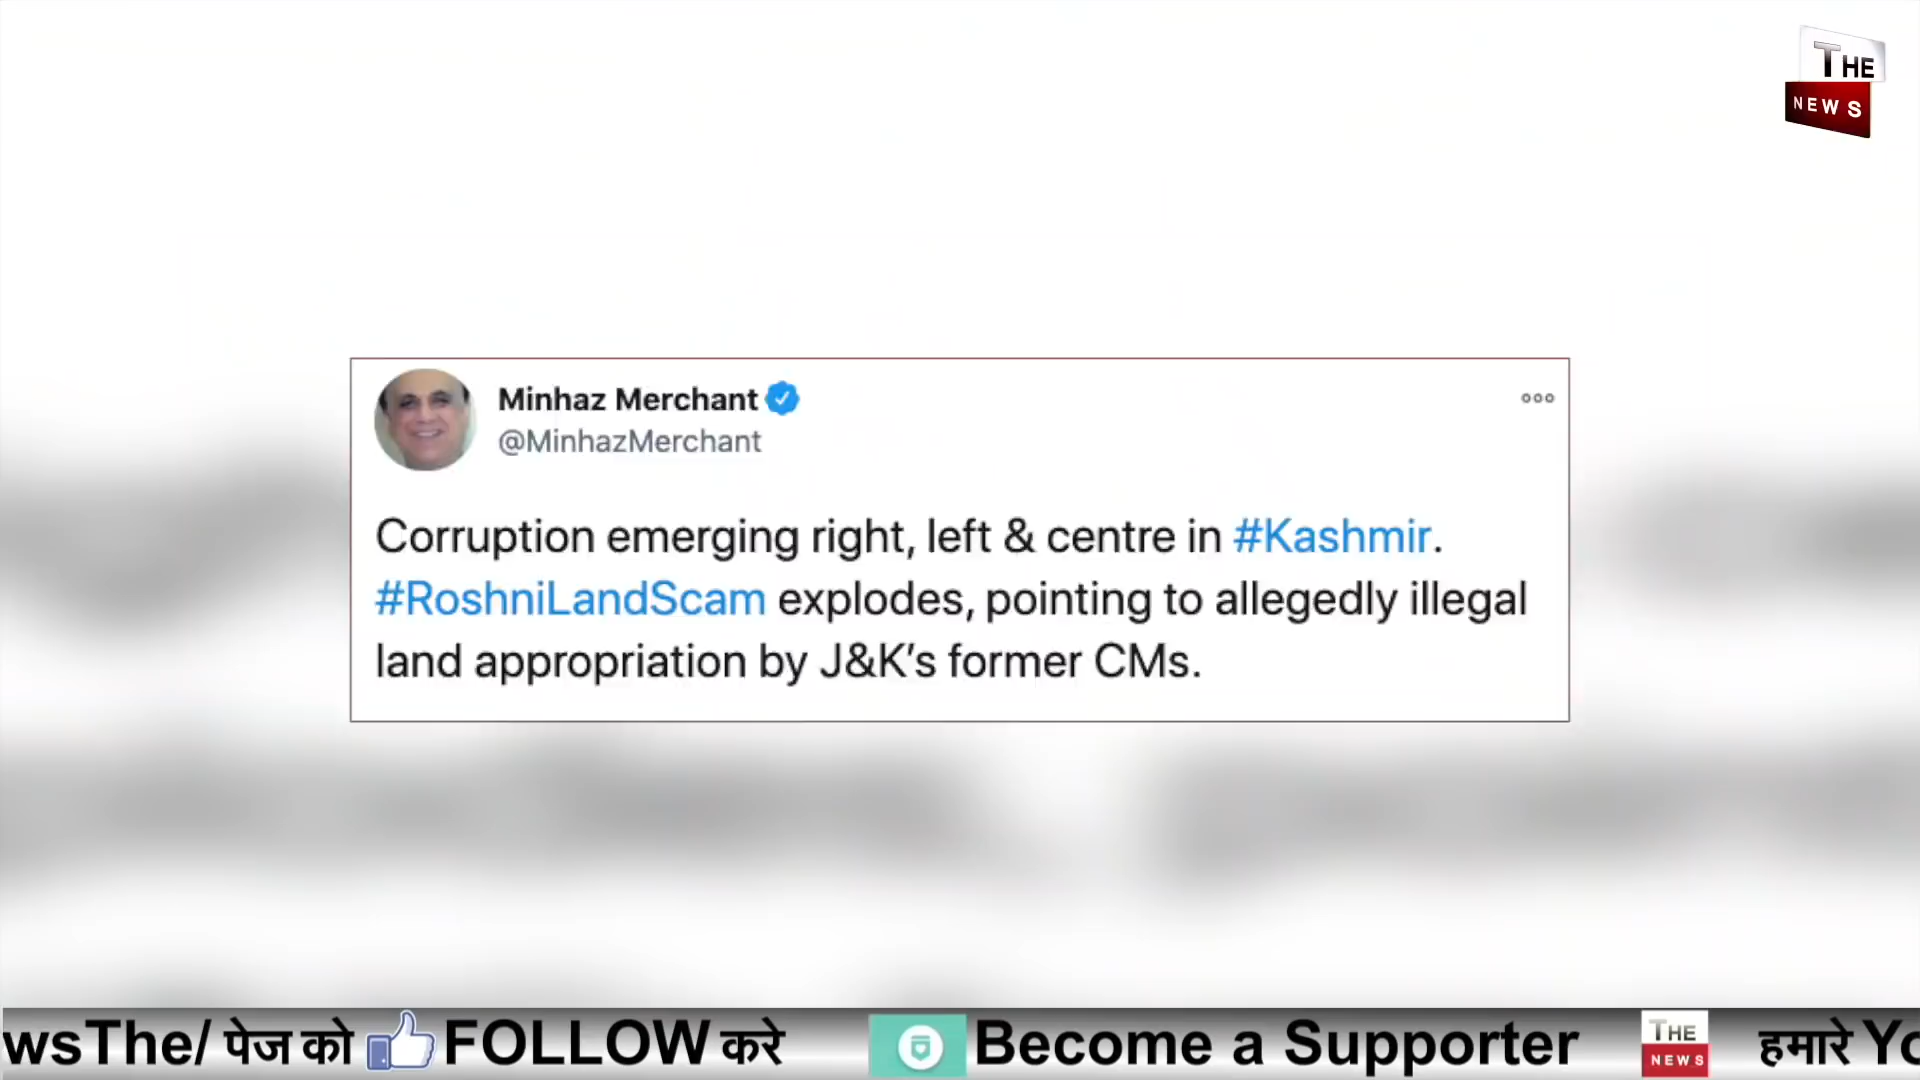 THE
NEWS
Minhaz Merchant
@MinhazMerchant
Corruption emerging right, left & centre in #Kashmir.
#RoshniLandScam explodes, pointing to allegedly illegal
land appropriation by J&K’s former CMs.
wsThe/ पेज को FOLLOW करे Become a Supporter THE NEWS हमारे Yo